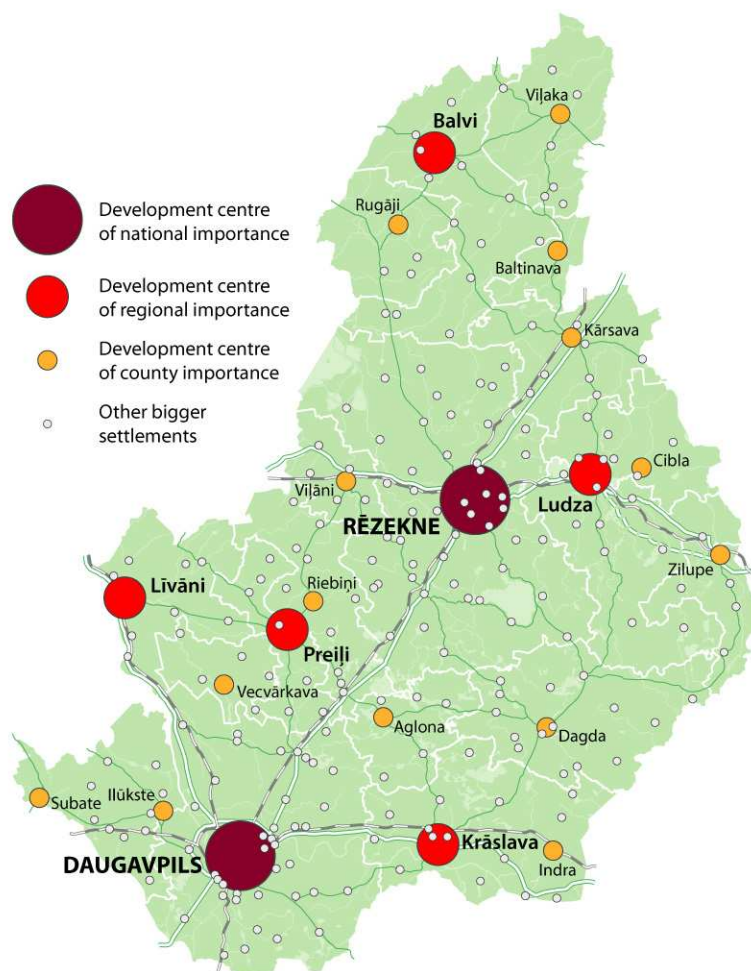 Viļaka
Balvi
Rugāji
Baltinava
Kārsava
Development centre
of national importance
Development centre
of regional importance
Development centre
of county importance
Other bigger
settlements
Cibla
Viļāni
Ludza
RĒZEKNE
Zilupe
Līvāni
Riebiņi
Preiļi
Vecvārkava
Aglona
Dagda
Subate
Ilūkste
Krāslava
DAUGAVPILS
Indra